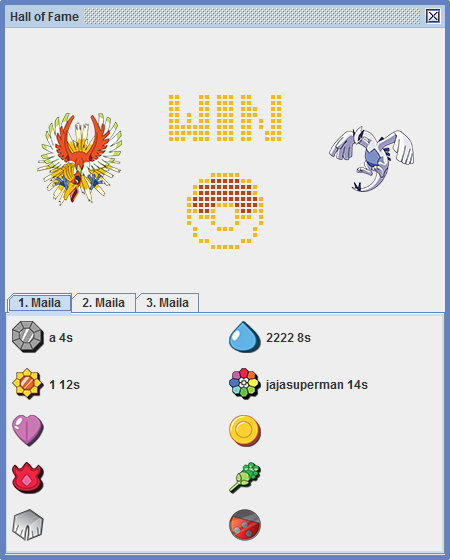 Hall of Fame
WIN
1. Maila 2. Maila 3. Maila
a 4s 2222 8s
1 12s jajasuperman 14s